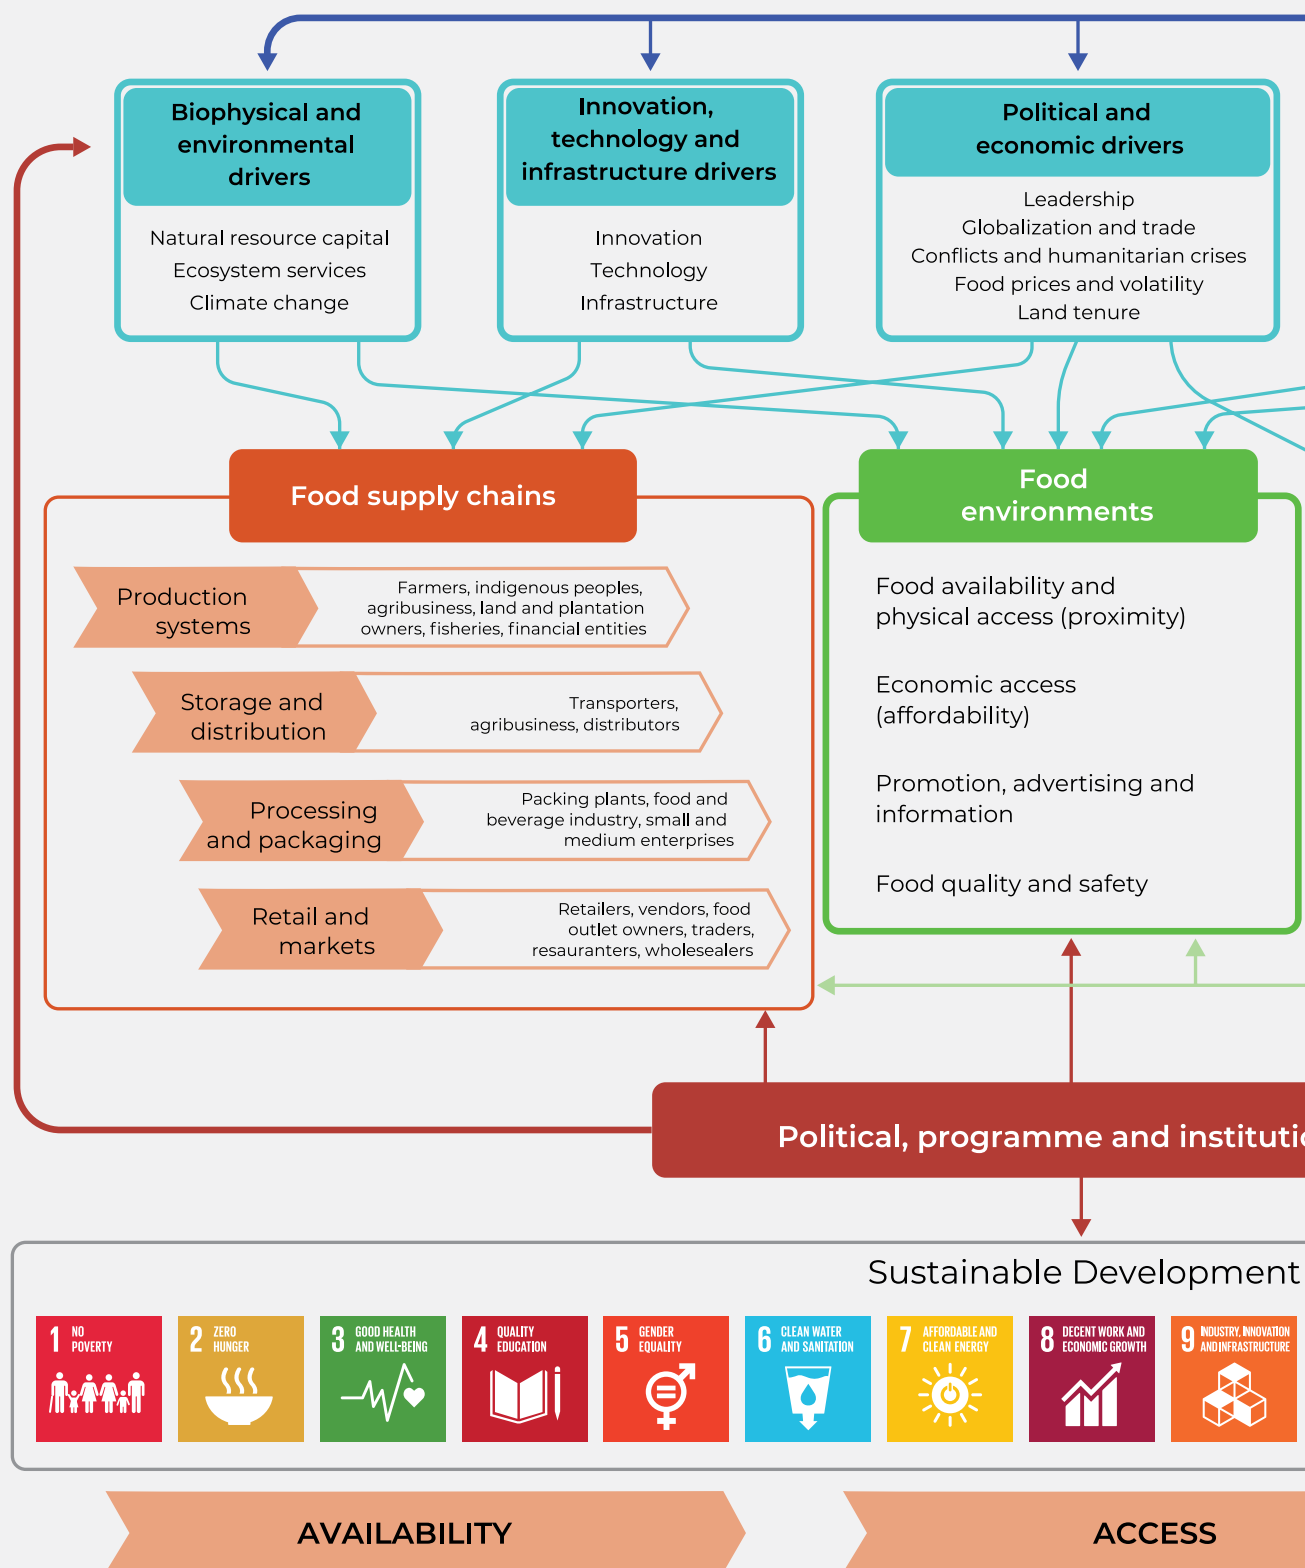 Biophysical and
environmental
drivers
Natural resource capital
Ecosystem services
Climate change
Innovation,
technology and
infrastructure drivers
Innovation
Technology
Infrastructure
Political and
economic drivers
Leadership
Globalization and trade
Conflicts and humanitarian crises
Food prices and volatility
Land tenure
Food supply chains
Production
systems
Farmers, indigenous peoples,
agribusiness, land and plantation
owners, fisheries, financial entities
Storage and
distribution
Transporters,
agribusiness, distributors
Processing
and packaging
Packing plants, food and
beverage industry, small and
medium enterprises
Retail and
markets
Retailers, vendors, food
outlet owners, traders,
resauranters, wholesealers
Food
environments
Food availability and
physical access (proximity)
Economic access
(affordability)
Promotion, advertising and
information
Food quality and safety
Political, programme and instituti
Sustainable Development
1 NO
POVERTY
2 ZERO
HUNGER
3 GOOD HEALTH
AND WELL-BEING
4 QUALITY
EDUCATION
5 GENDER
EQUALITY
6 CLEAN WATER
AND SANITATION
7 AFFORDABLE AND
CLEAN ENERGY
8 DECENT WORK AND
ECONOMIC GROWTH
9 INDUSTRY, INNOVATION
AND INFRASTRUCTURE
AVAILABILITY
ACCESS